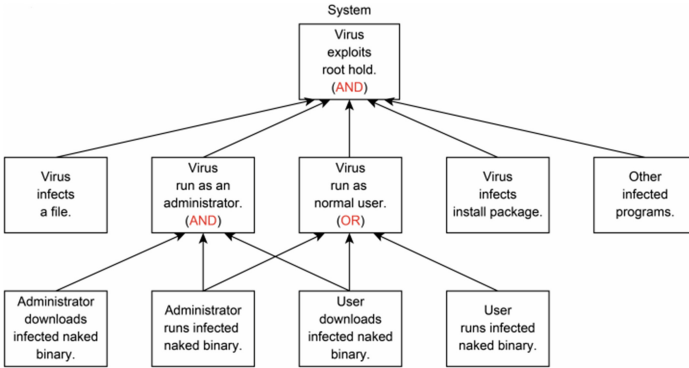 System
Virus
exploits
root hold.
(AND)
Virus
infects
a file.
Virus
run as an
administrator.
(AND)
Virus
run as
normal user.
(OR)
Virus
infects
install package.
Other
infected
programs.
Administrator
downloads
infected naked
binary.
Administrator
runs infected
naked binary.
User
downloads
infected naked
binary.
User
runs infected
naked binary.